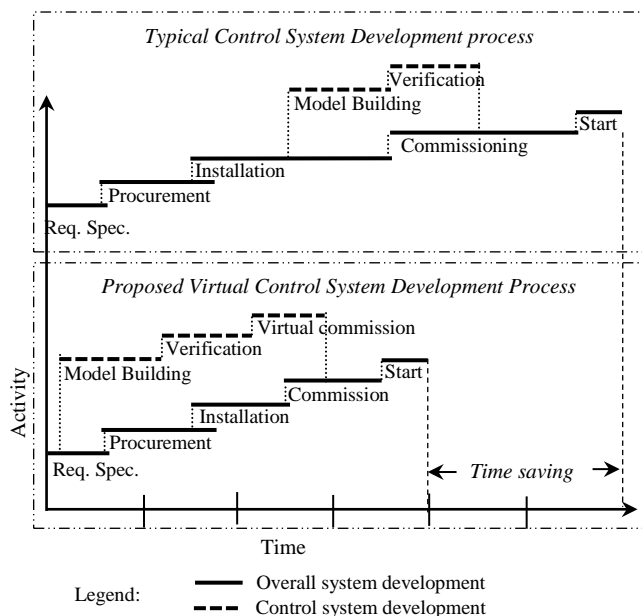 Typical Control System Development process
Verification
Model Building
Start
Commissioning
Installation
Procurement
Req. Spec.
Proposed Virtual Control System Development Process
Virtual commission
Verification
Model Building
Start
Commission
Installation
Procurement
Req. Spec.
Time saving
Activity
Time
Legend:
Overall system development
Control system development